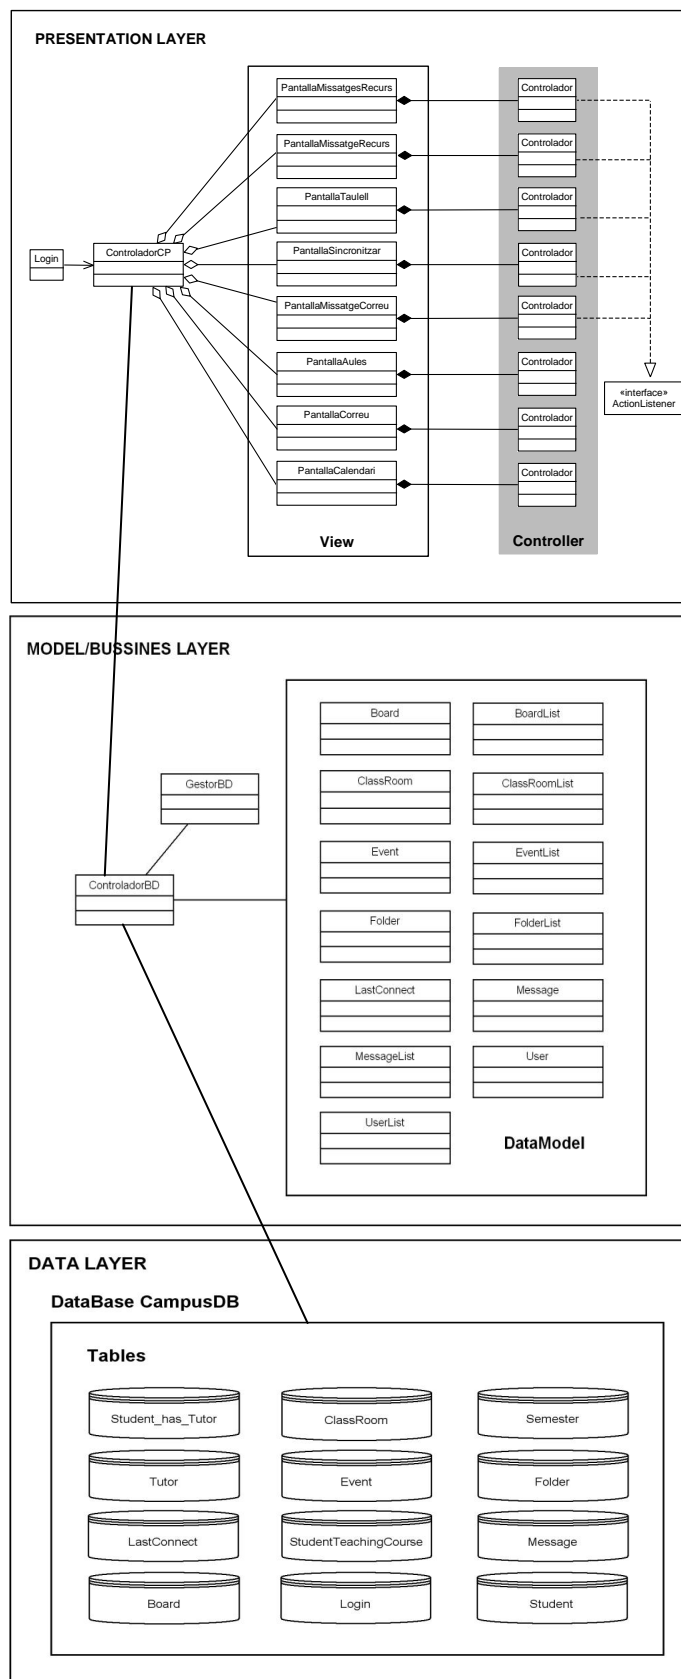 PRESENTATION LAYER
PantallaMissatgesRecurs
Controlador
PantallaMissatgeRecurs
Controlador
PantallaTaulell
Controlador
Login
ControladorCP
PantallaSincronitzar
Controlador
PantallaMissatgeCorreu
Controlador
PantallaAules
Controlador
«interface»
ActionListener
PantallaCorreu
Controlador
PantallaCalendari
Controlador
View
Controller
MODEL/BUSSINES LAYER
Board
BoardList
GestorBD
ClassRoom
ClassRoomList
Event
EventList
ControladorBD
Folder
FolderList
LastConnect
Message
MessageList
User
UserList
DataModel
DATA LAYER
DataBase CampusDB
Tables
Student_has_Tutor
ClassRoom
Semester
Tutor
Event
Folder
LastConnect
StudentTeachingCourse
Message
Board
Login
Student